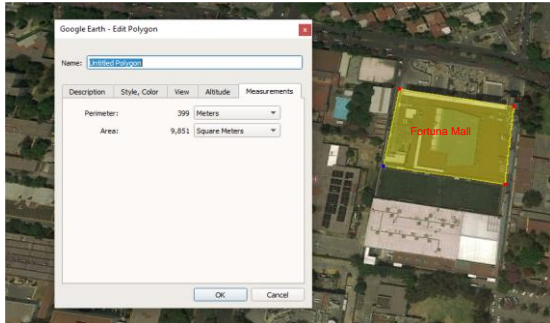 Google Earth - Edit Polygon
x
Name: Untitled Polygon
Description Style, Color View Altitude Measurements
Perimeter: 399 Meters
Area: 9,851 Square Meters
Fortuna Mall
OK Cancel